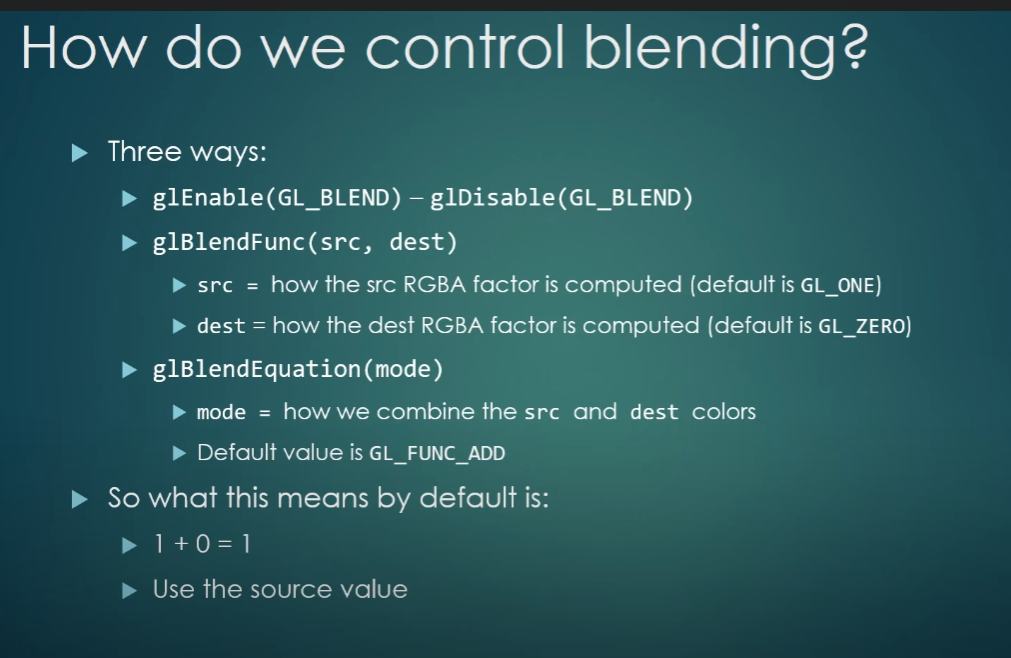 How do we control blending?
Three ways:
glEnable(GL_BLEND) – glDisable(GL_BLEND)
glBlendFunc(src, dest)
src = how the src RGBA factor is computed (default is GL_ONE)
dest = how the dest RGBA factor is computed (default is GL_ZERO)
glBlendEquation(mode)
mode = how we combine the src and dest colors
Default value is GL_FUNC_ADD
So what this means by default is:
1 + 0 = 1
Use the source value